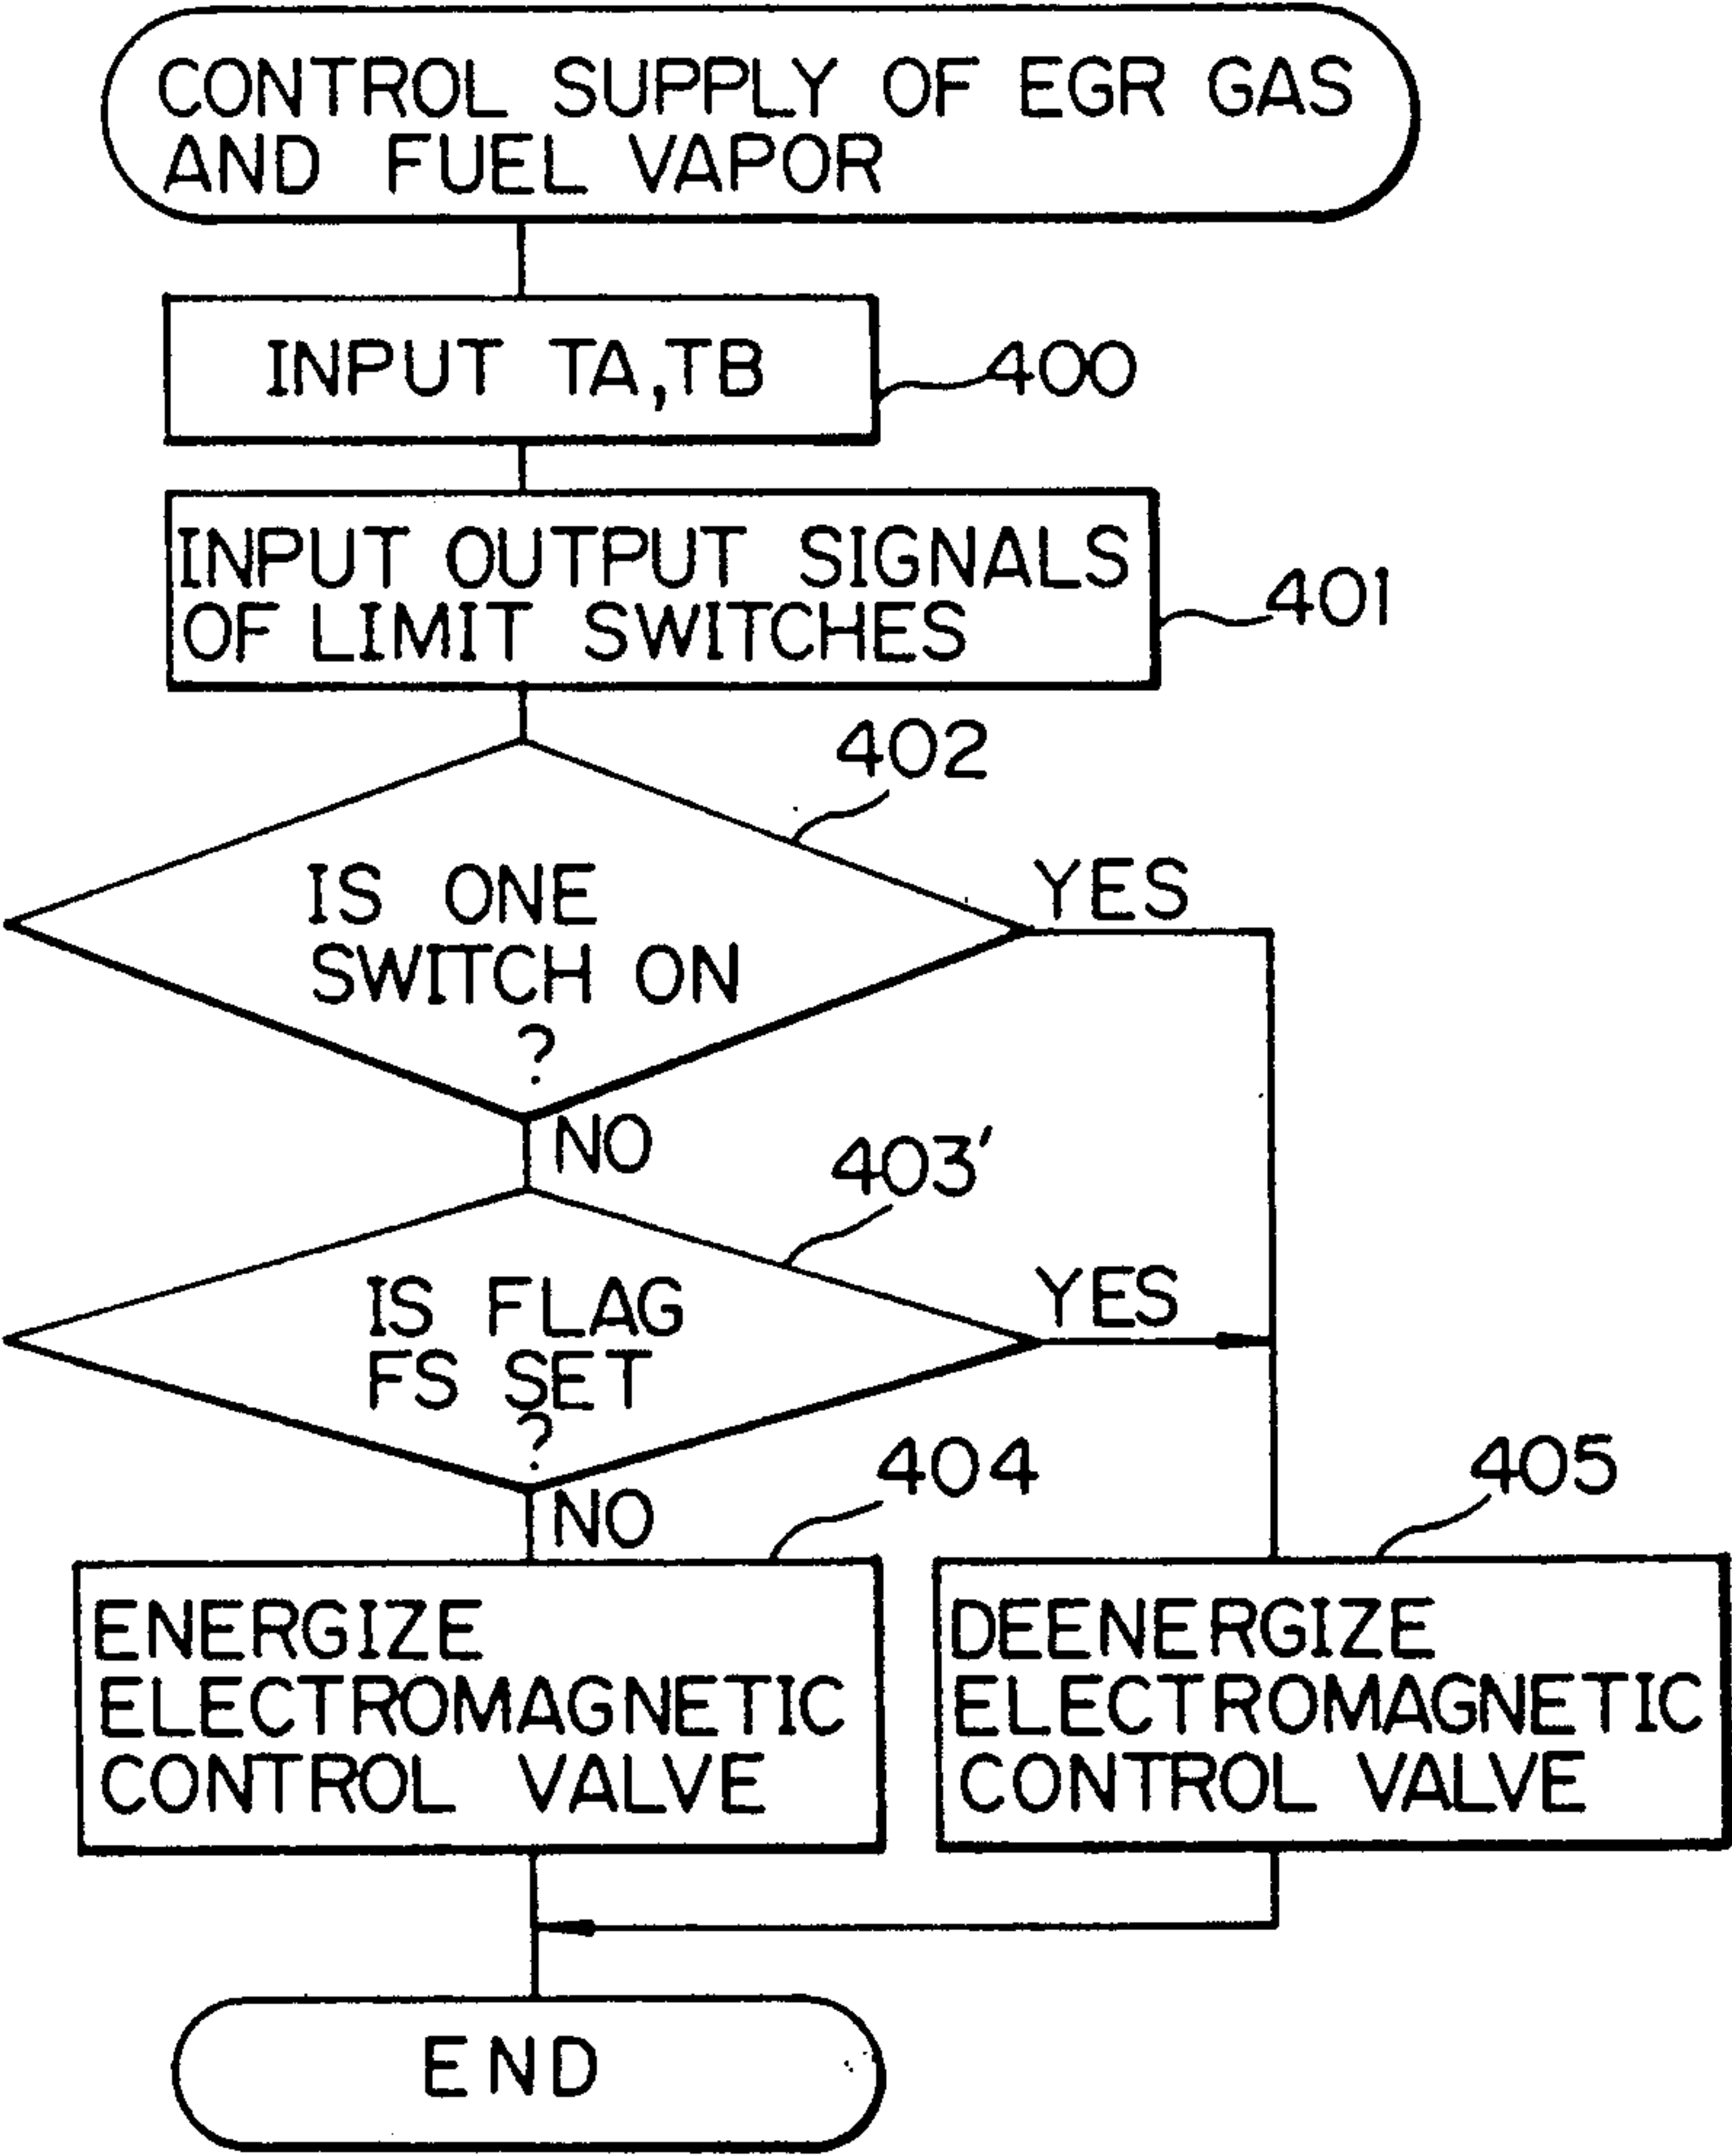 CONTROL SUPPLY OF EGR GAS
AND FUEL VAPOR
INPUT TA,TB
400
INPUT OUTPUT SIGNALS
OF LIMIT SWITCHES
401
402
IS ONE
SWITCH ON
?
YES
NO
403'
IS FLAG
FS SET
?
YES
NO
404
405
ENERGIZE
ELECTROMAGNETIC
CONTROL VALVE
DEENERGIZE
ELECTROMAGNETIC
CONTROL VALVE
END